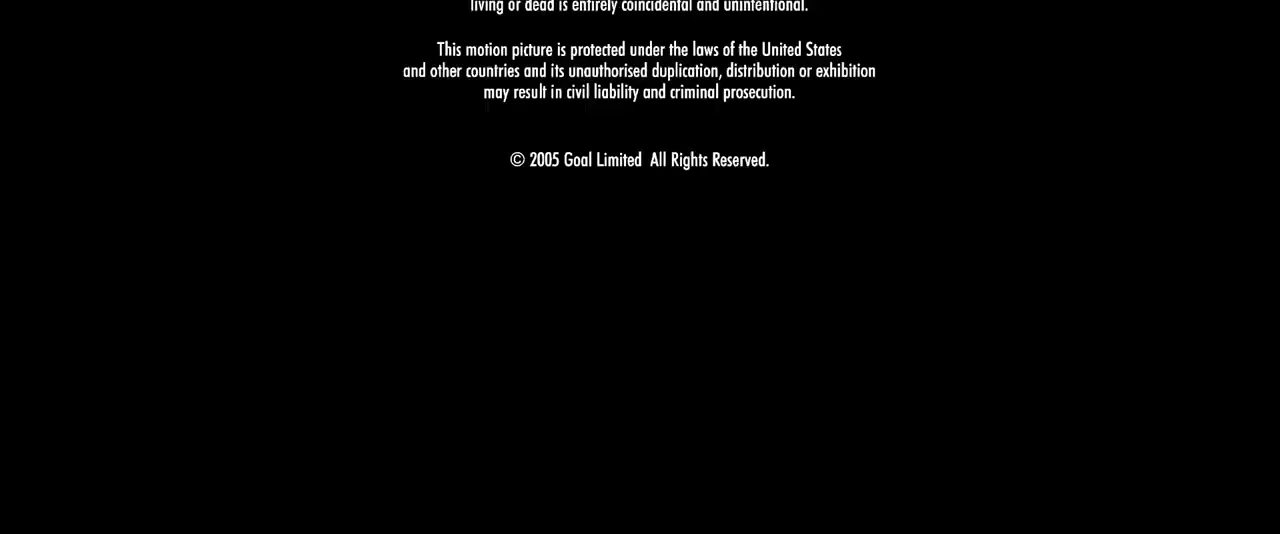 living or dead is entirely coincidental and unintentional.
This motion picture is protected under the laws of the United States
and other countries and its unauthorised duplication, distribution or exhibition
may result in civil liability and criminal prosecution.
© 2005 Goal Limited All Rights Reserved.